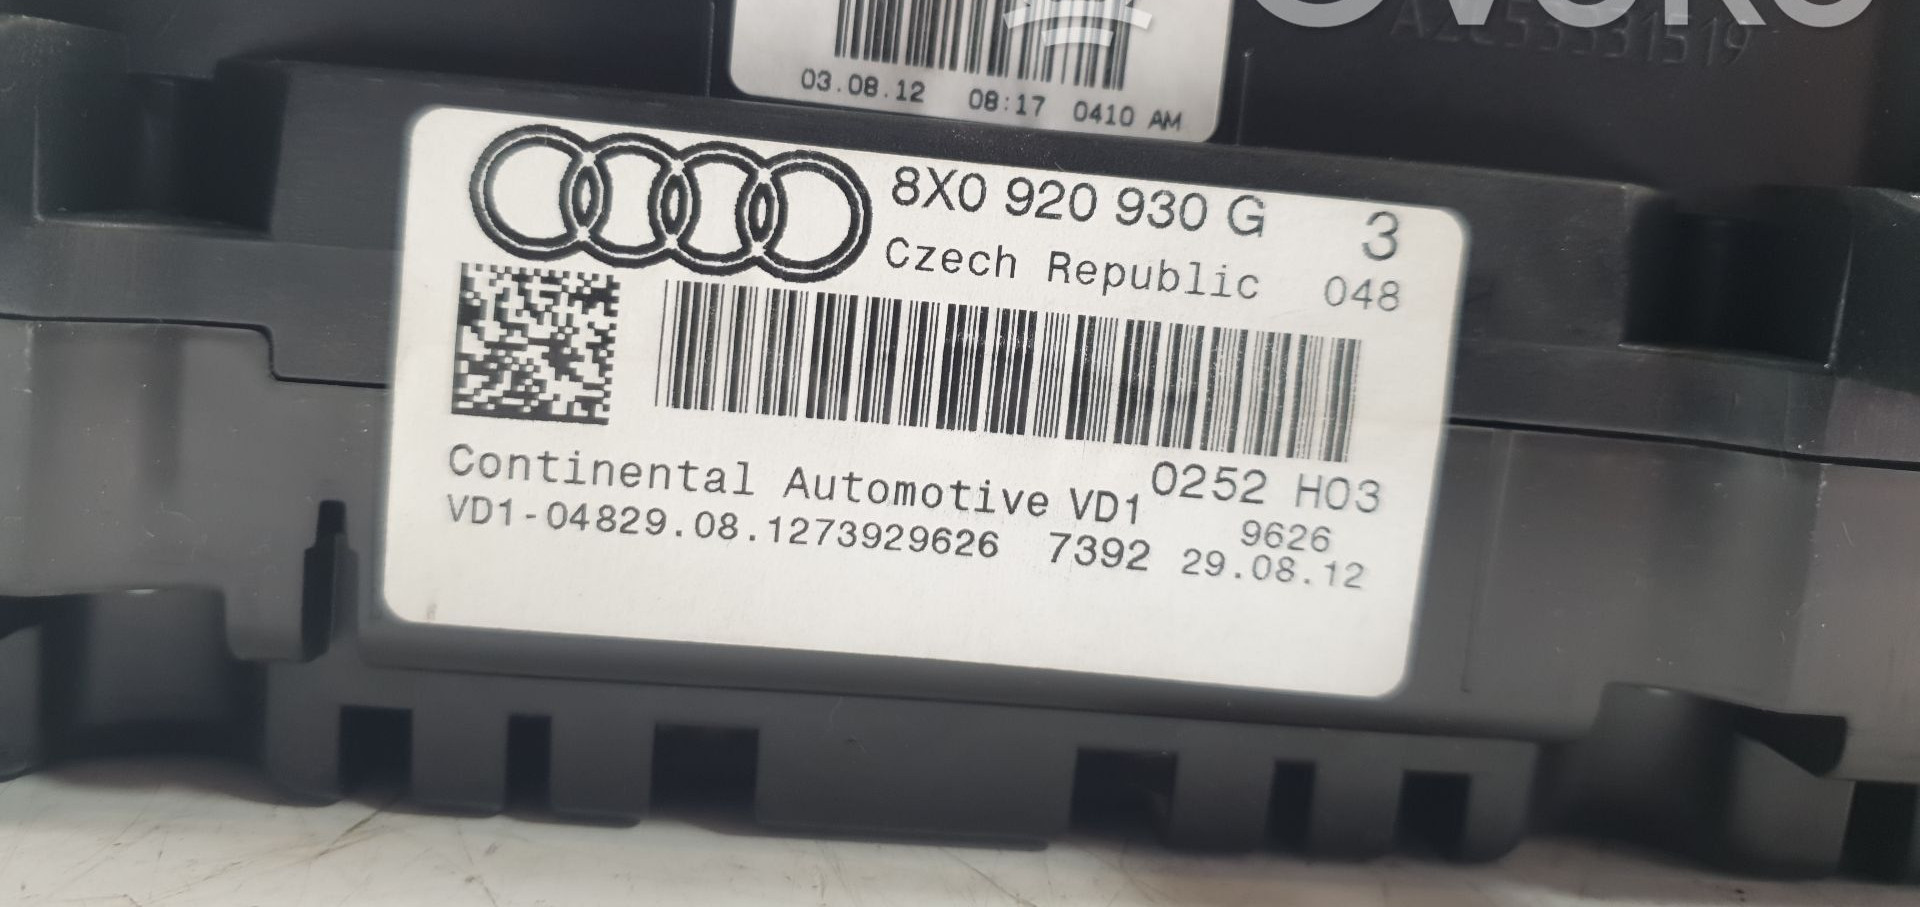 A2C53331519
03.08.12 08:17 0410 AM
8X0 920 930 G 3
Czech Republic 048
Continental Automotive VD1 0252 H03
9626
VD1-04829.08.1273929626 7392 29.08.12